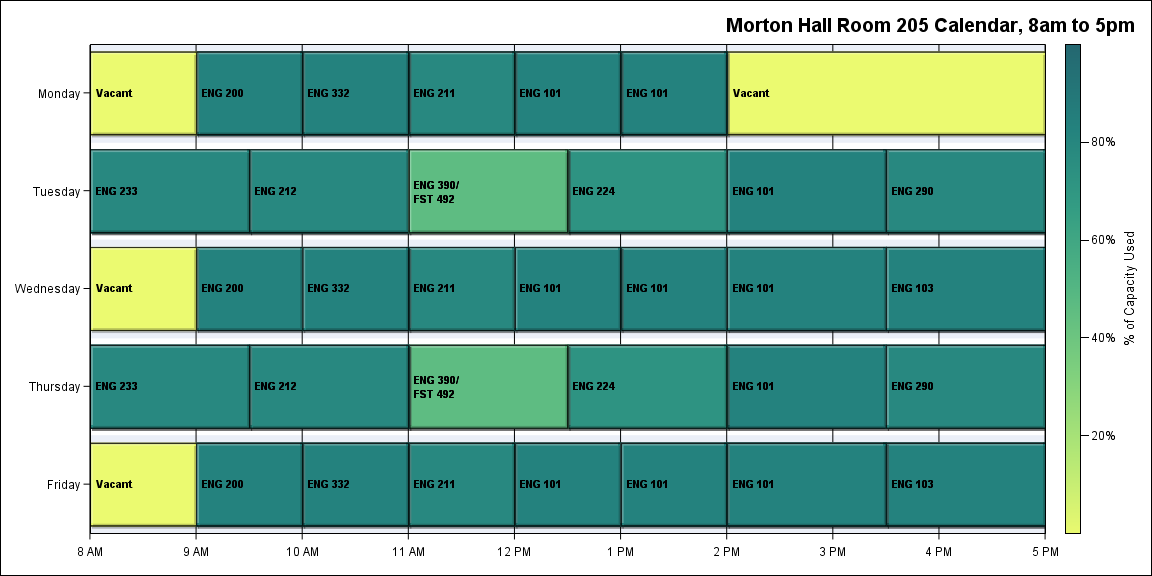 Morton Hall Room 205 Calendar, 8am to 5pm
Monday
Vacant
ENG 200
ENG 332
ENG 211
ENG 101
ENG 101
Vacant
Tuesday
ENG 233
ENG 212
ENG 390/
FST 492
ENG 224
ENG 101
ENG 290
Wednesday
Vacant
ENG 200
ENG 332
ENG 211
ENG 101
ENG 101
ENG 101
ENG 103
Thursday
ENG 233
ENG 212
ENG 390/
FST 492
ENG 224
ENG 101
ENG 290
Friday
Vacant
ENG 200
ENG 332
ENG 211
ENG 101
ENG 101
ENG 101
ENG 103
8 AM
9 AM
10 AM
11 AM
12 PM
1 PM
2 PM
3 PM
4 PM
5 PM
80%
60%
40%
20%
% of Capacity Used